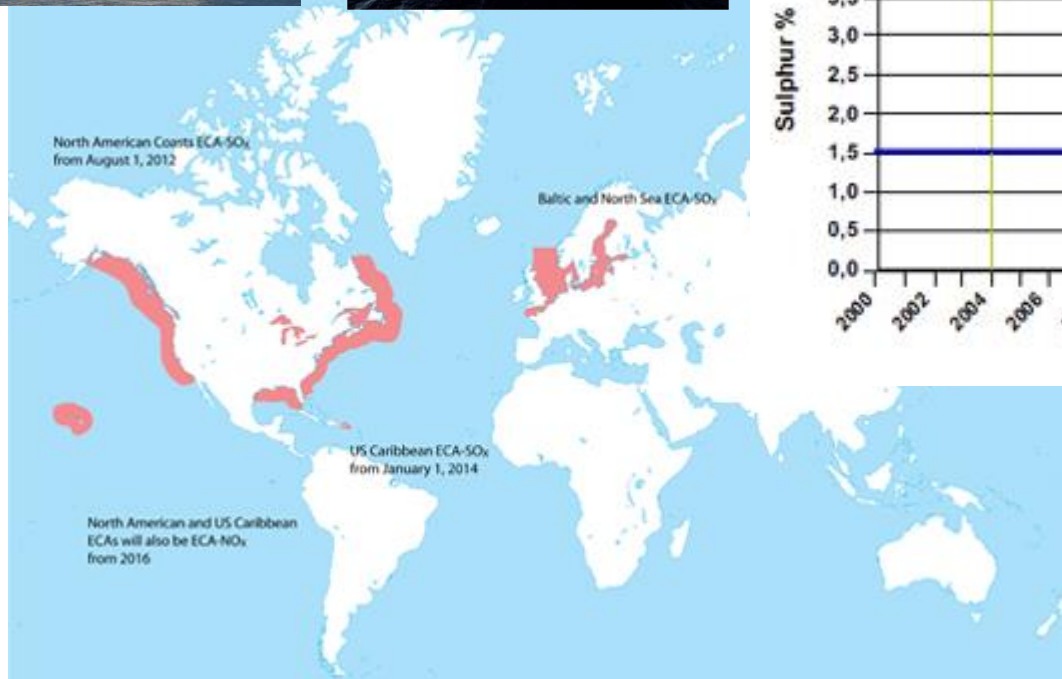 North American Coasts ECA-SOx
from August 1, 2012
Baltic and North Sea ECA-SOx
US Caribbean ECA-SOx
from January 1, 2014
North American and US Caribbean
ECAs will also be ECA-NOx
from 2016
Sulphur %
3,0
2,5
2,0
1,5
1,0
0,5
0,0
2000
2002
2004
2006